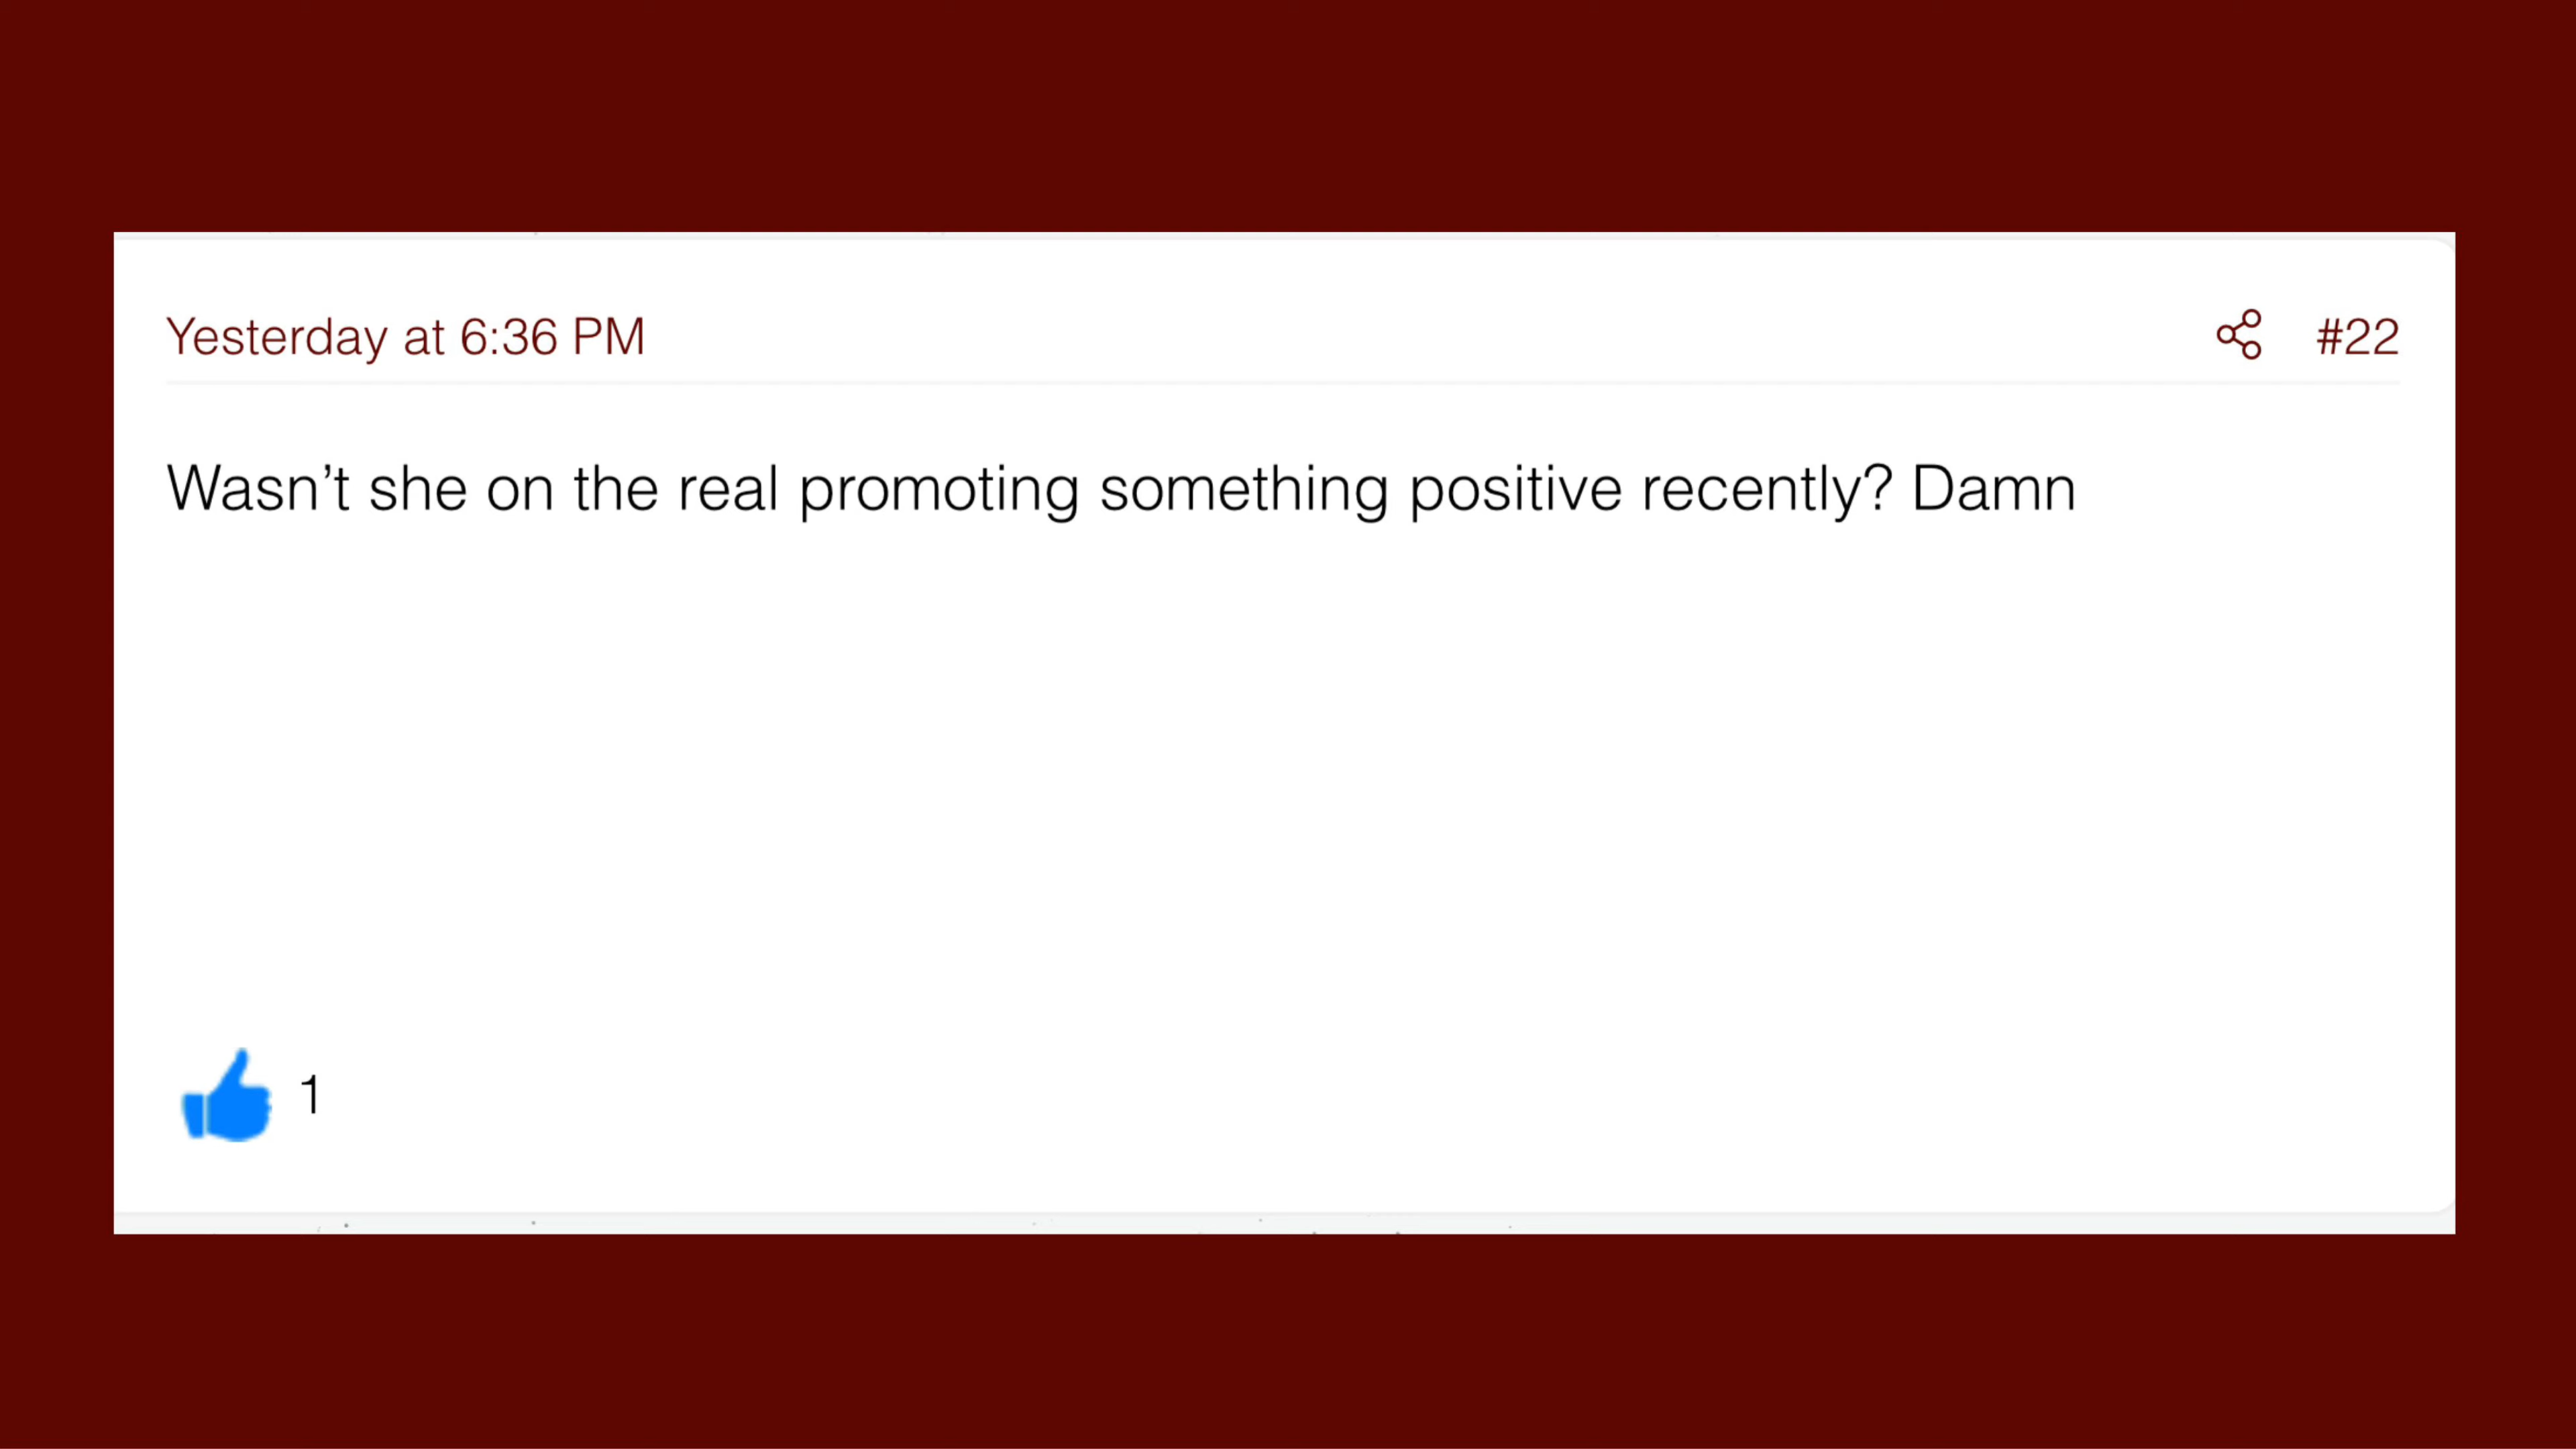 Yesterday at 6:36 PM #22
Wasn’t she on the real promoting something positive recently? Damn
1